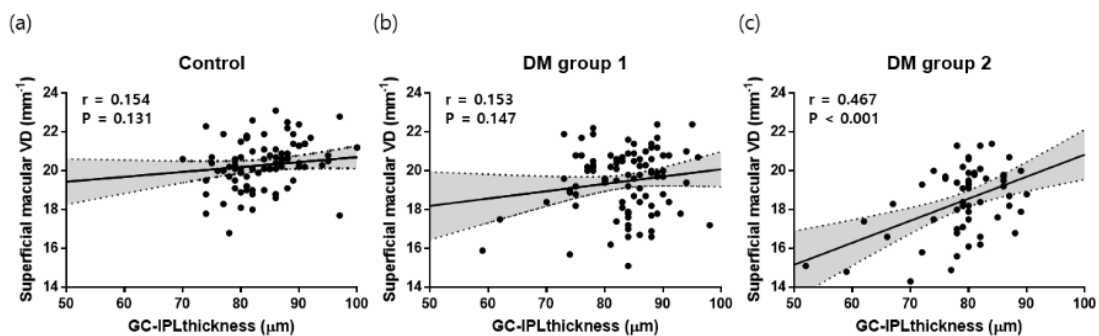 (a)
Control
r = 0.154
P = 0.131
Superficial macular VD (mm⁻¹)
24
22
20
18
16
14
50 60 70 80 90 100
GC-IPLthickness (μm)
(b)
DM group 1
r = 0.153
P = 0.147
Superficial macular VD (mm⁻¹)
24
22
20
18
16
14
50 60 70 80 90 100
GC-IPLthickness (μm)
(c)
DM group 2
r = 0.467
P < 0.001
Superficial macular VD (mm⁻¹)
24
22
20
18
16
14
50 60 70 80 90 100
GC-IPLthickness (μm)